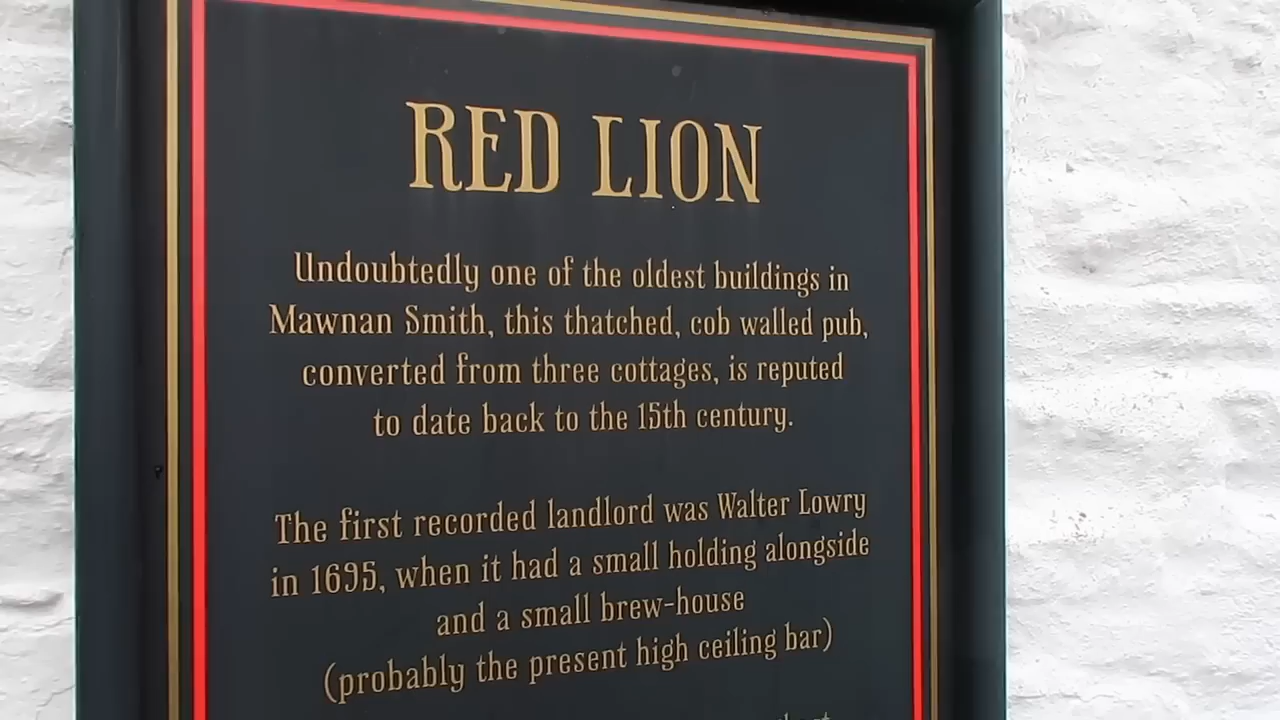 RED LION
Undoubtedly one of the oldest buildings in
Mawnan Smith, this thatched, cob walled pub,
converted from three cottages, is reputed
to date back to the 15th century.
The first recorded landlord was Walter Lowry
in 1695, when it had a small holding alongside
and a small brew-house
(probably the present high ceiling bar)